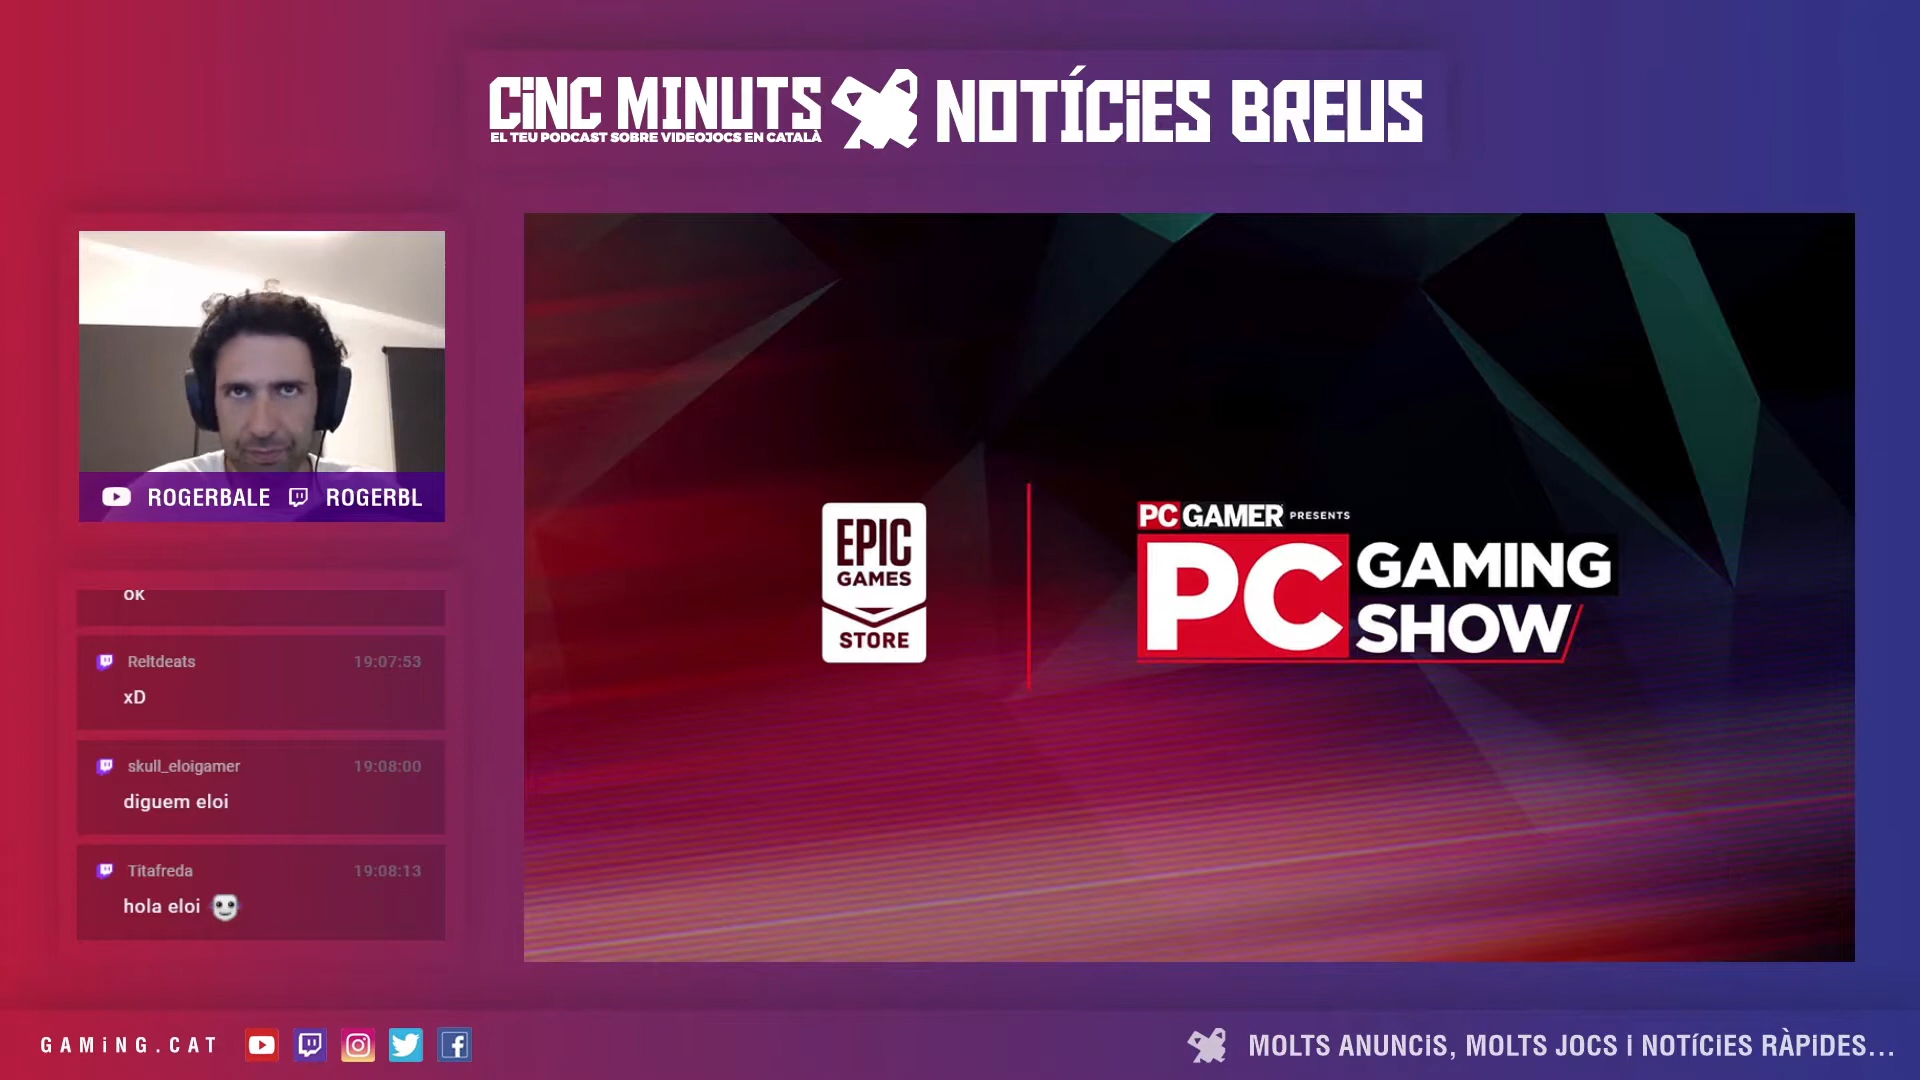 CiNC MINUTS
EL TEU PODCAST SOBRE VIDEOJOCS EN CATALÀ
NOTÍCiES BREUS
ROGERBALE
ROGERBL
ok
Reltdeats 19:07:53
xD
skull_eloigamer 19:08:00
diguem eloi
Titafreda 19:08:13
hola eloi
EPIC
GAMES
STORE
PC GAMER PRESENTS
PC GAMING
SHOW
GAMiNG.CAT
MOLTS ANUNCiS, MOLTS JOCS i NOTíCiES RÀPiDES...